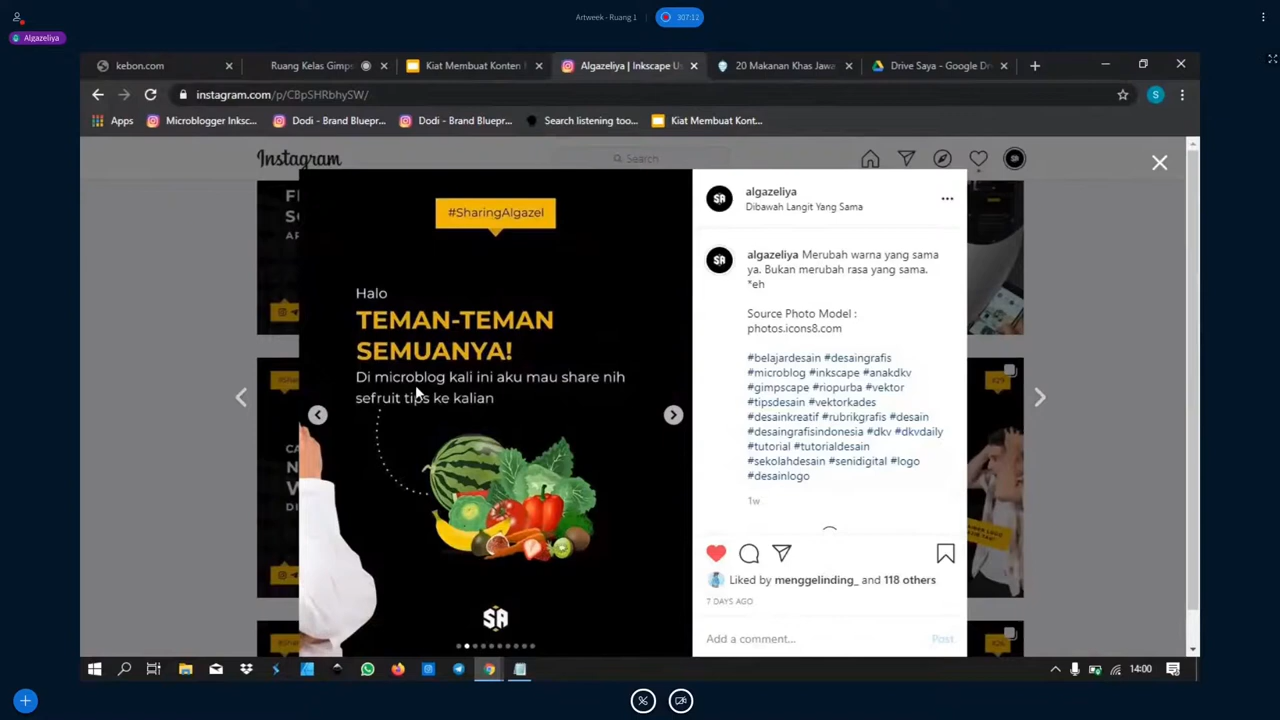 Artweek - Ruang 1
307:12
Algazeliya
kebon.com
Ruang Kelas Gimps
Kiat Membuat Konten
Algazeliya | Inkscape Us
20 Makanan Khas Jawa
Drive Saya - Google Dr
instagram.com/p/CBpSHRbhySW/
S
Apps
Microblogger Inksc...
Dodi - Brand Bluepr...
Dodi - Brand Bluepr...
Search listening too...
Kiat Membuat Kont...
Instagram
Search
#SharingAlgazel
Halo
TEMAN-TEMAN
SEMUANYA!
Di microblog kali ini aku mau share nih
sefruit tips ke kalian
SA
algazeliya
Dibawah Langit Yang Sama
algazeliya Merubah warna yang sama
ya. Bukan merubah rasa yang sama.
*eh
Source Photo Model :
photos.icons8.com
#belajardesain #desaingrafis
#microblog #inkscape #anakdkv
#gimpscape #riopurba #vektor
#tipsdesain #vektorkades
#desainkreatif #rubrikgrafis #desain
#desaingrafisindonesia #dkv #dkvdaily
#tutorial #tutorialdesain
#sekolahdesain #senidigital #logo
#desainlogo
1w
Liked by menggelinding_ and 118 others
7 DAYS AGO
Add a comment...
Post
14:00